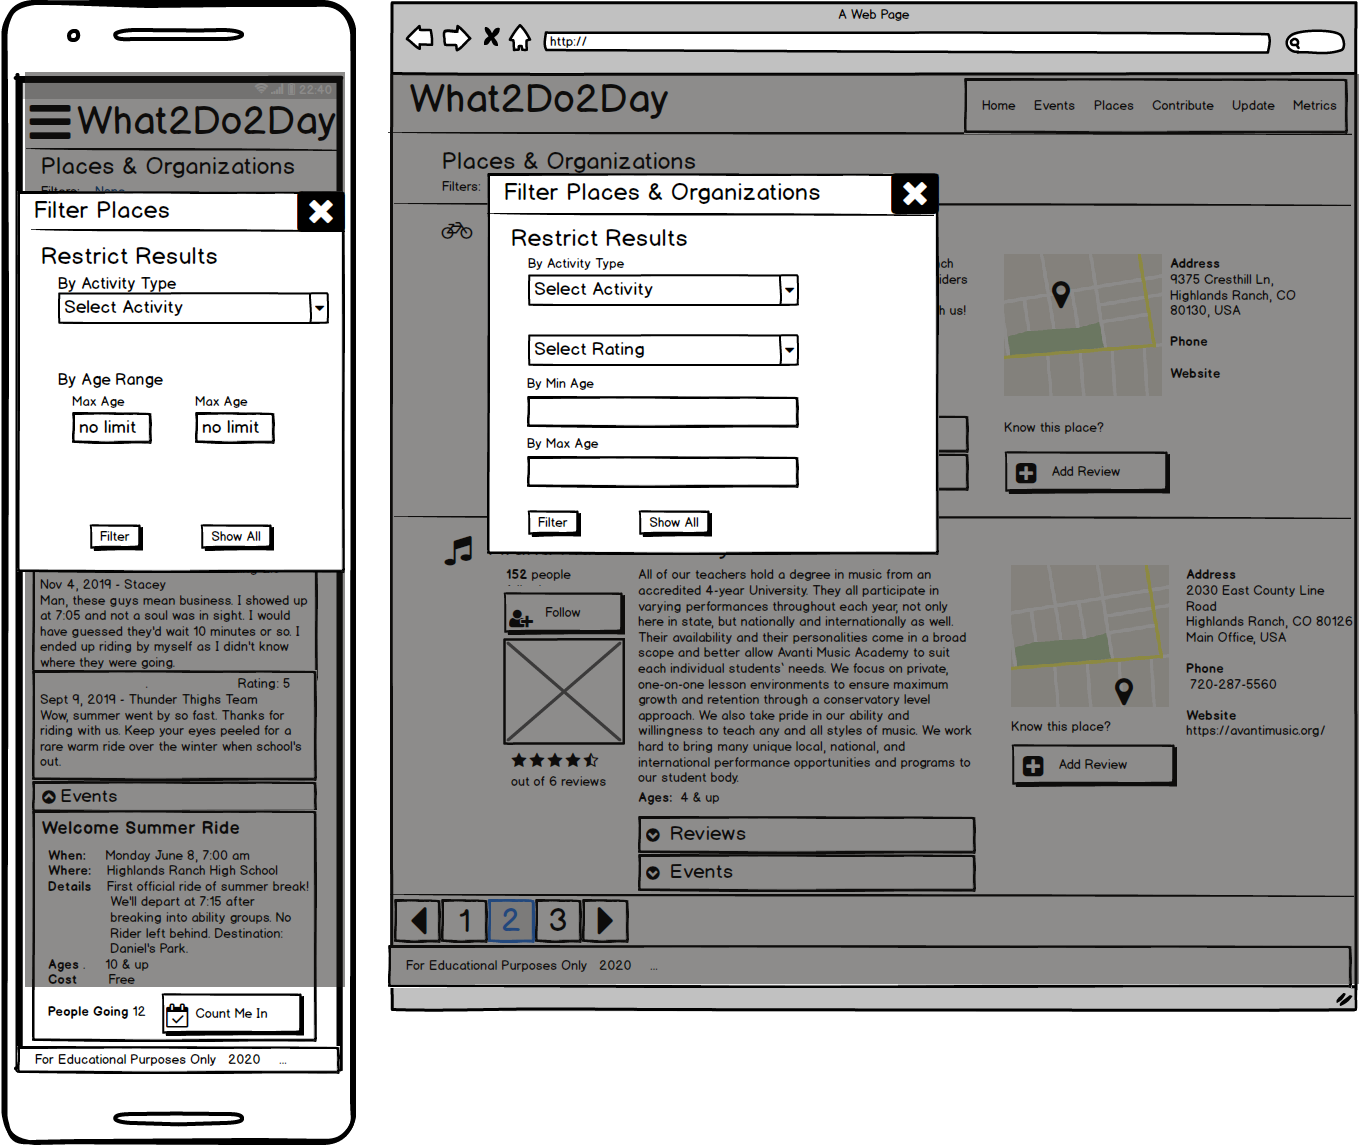 22:40
What2Do2Day
Places & Organizations
Filter Places
Restrict Results
By Activity Type
Select Activity
By Age Range
Max Age Max Age
no limit no limit
Filter Show All
Nov 4, 2019 - Stacey
Man, these guys mean business. I showed up
at 7:05 and not a soul was in sight. I would
have guessed they'd wait 10 minutes or so. I
ended up riding by myself as I didn't know
where they were going.
Rating: 5
Sept 9, 2019 - Thunder Thighs Team
Wow, summer went by so fast. Thanks for
riding with us. Keep your eyes peeled for a
rare warm ride over the winter when school's
out.
Events
Welcome Summer Ride
When: Monday June 8, 7:00 am
Where: Highlands Ranch High School
Details First official ride of summer break!
We'll depart at 7:15 after
breaking into ability groups. No
Rider left behind. Destination:
Daniel's Park.
Ages . 10 & up
Cost Free
People Going 12 Count Me In
For Educational Purposes Only 2020 ...
A Web Page
http://
What2Do2Day
Home Events Places Contribute Update Metrics
Places & Organizations
Filters:
Filter Places & Organizations
Restrict Results
By Activity Type
Select Activity
Select Rating
By Min Age
By Max Age
Filter Show All
h us!
Address
9375 Cresthill Ln,
Highlands Ranch, CO
80130, USA
Phone
Website
Know this place?
Add Review
152 people
Follow
out of 6 reviews
All of our teachers hold a degree in music from an
accredited 4-year University. They all participate in
varying performances throughout each year, not only
here in state, but nationally and internationally as well.
Their availability and their personalities come in a broad
scope and better allow Avanti Music Academy to suit
each individual students` needs. We focus on private,
one-on-one lesson environments to ensure maximum
growth and retention through a conservatory level
approach. We also take pride in our ability and
willingness to teach any and all styles of music. We work
hard to bring many unique local, national, and
international performance opportunities and programs to
our student body.
Ages: 4 & up
Reviews
Events
Address
2030 East County Line
Road
Highlands Ranch, CO 80126
Main Office, USA
Phone
720-287-5560
Website
https://avantimusic.org/
Know this place?
Add Review
1 2 3
For Educational Purposes Only 2020 ...